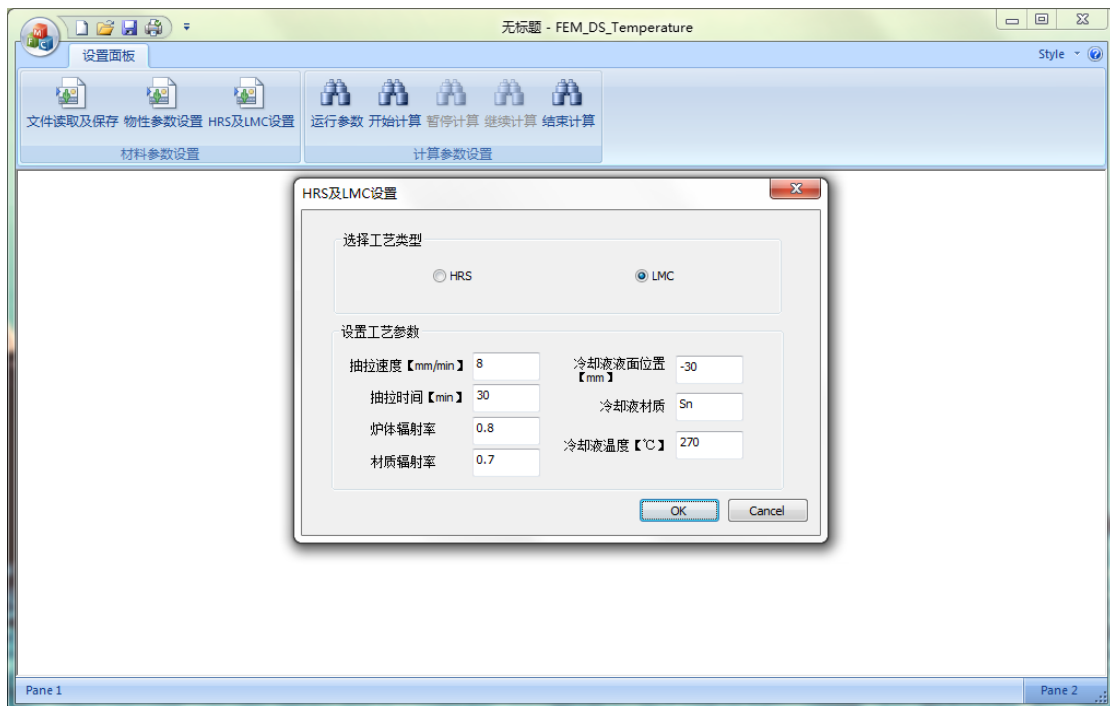 无标题 - FEM_DS_Temperature
设置面板
Style
文件读取及保存 物性参数设置 HRS及LMC设置 运行参数 开始计算 暂停计算 继续计算 结束计算
材料参数设置 计算参数设置
HRS及LMC设置
选择工艺类型
HRS LMC
设置工艺参数
抽拉速度【mm/min】 8
抽拉时间【min】 30
炉体辐射率 0.8
材质辐射率 0.7
冷却液液面位置
【mm】 -30
冷却液材质 Sn
冷却液温度【℃】 270
OK Cancel
Pane 1 Pane 2